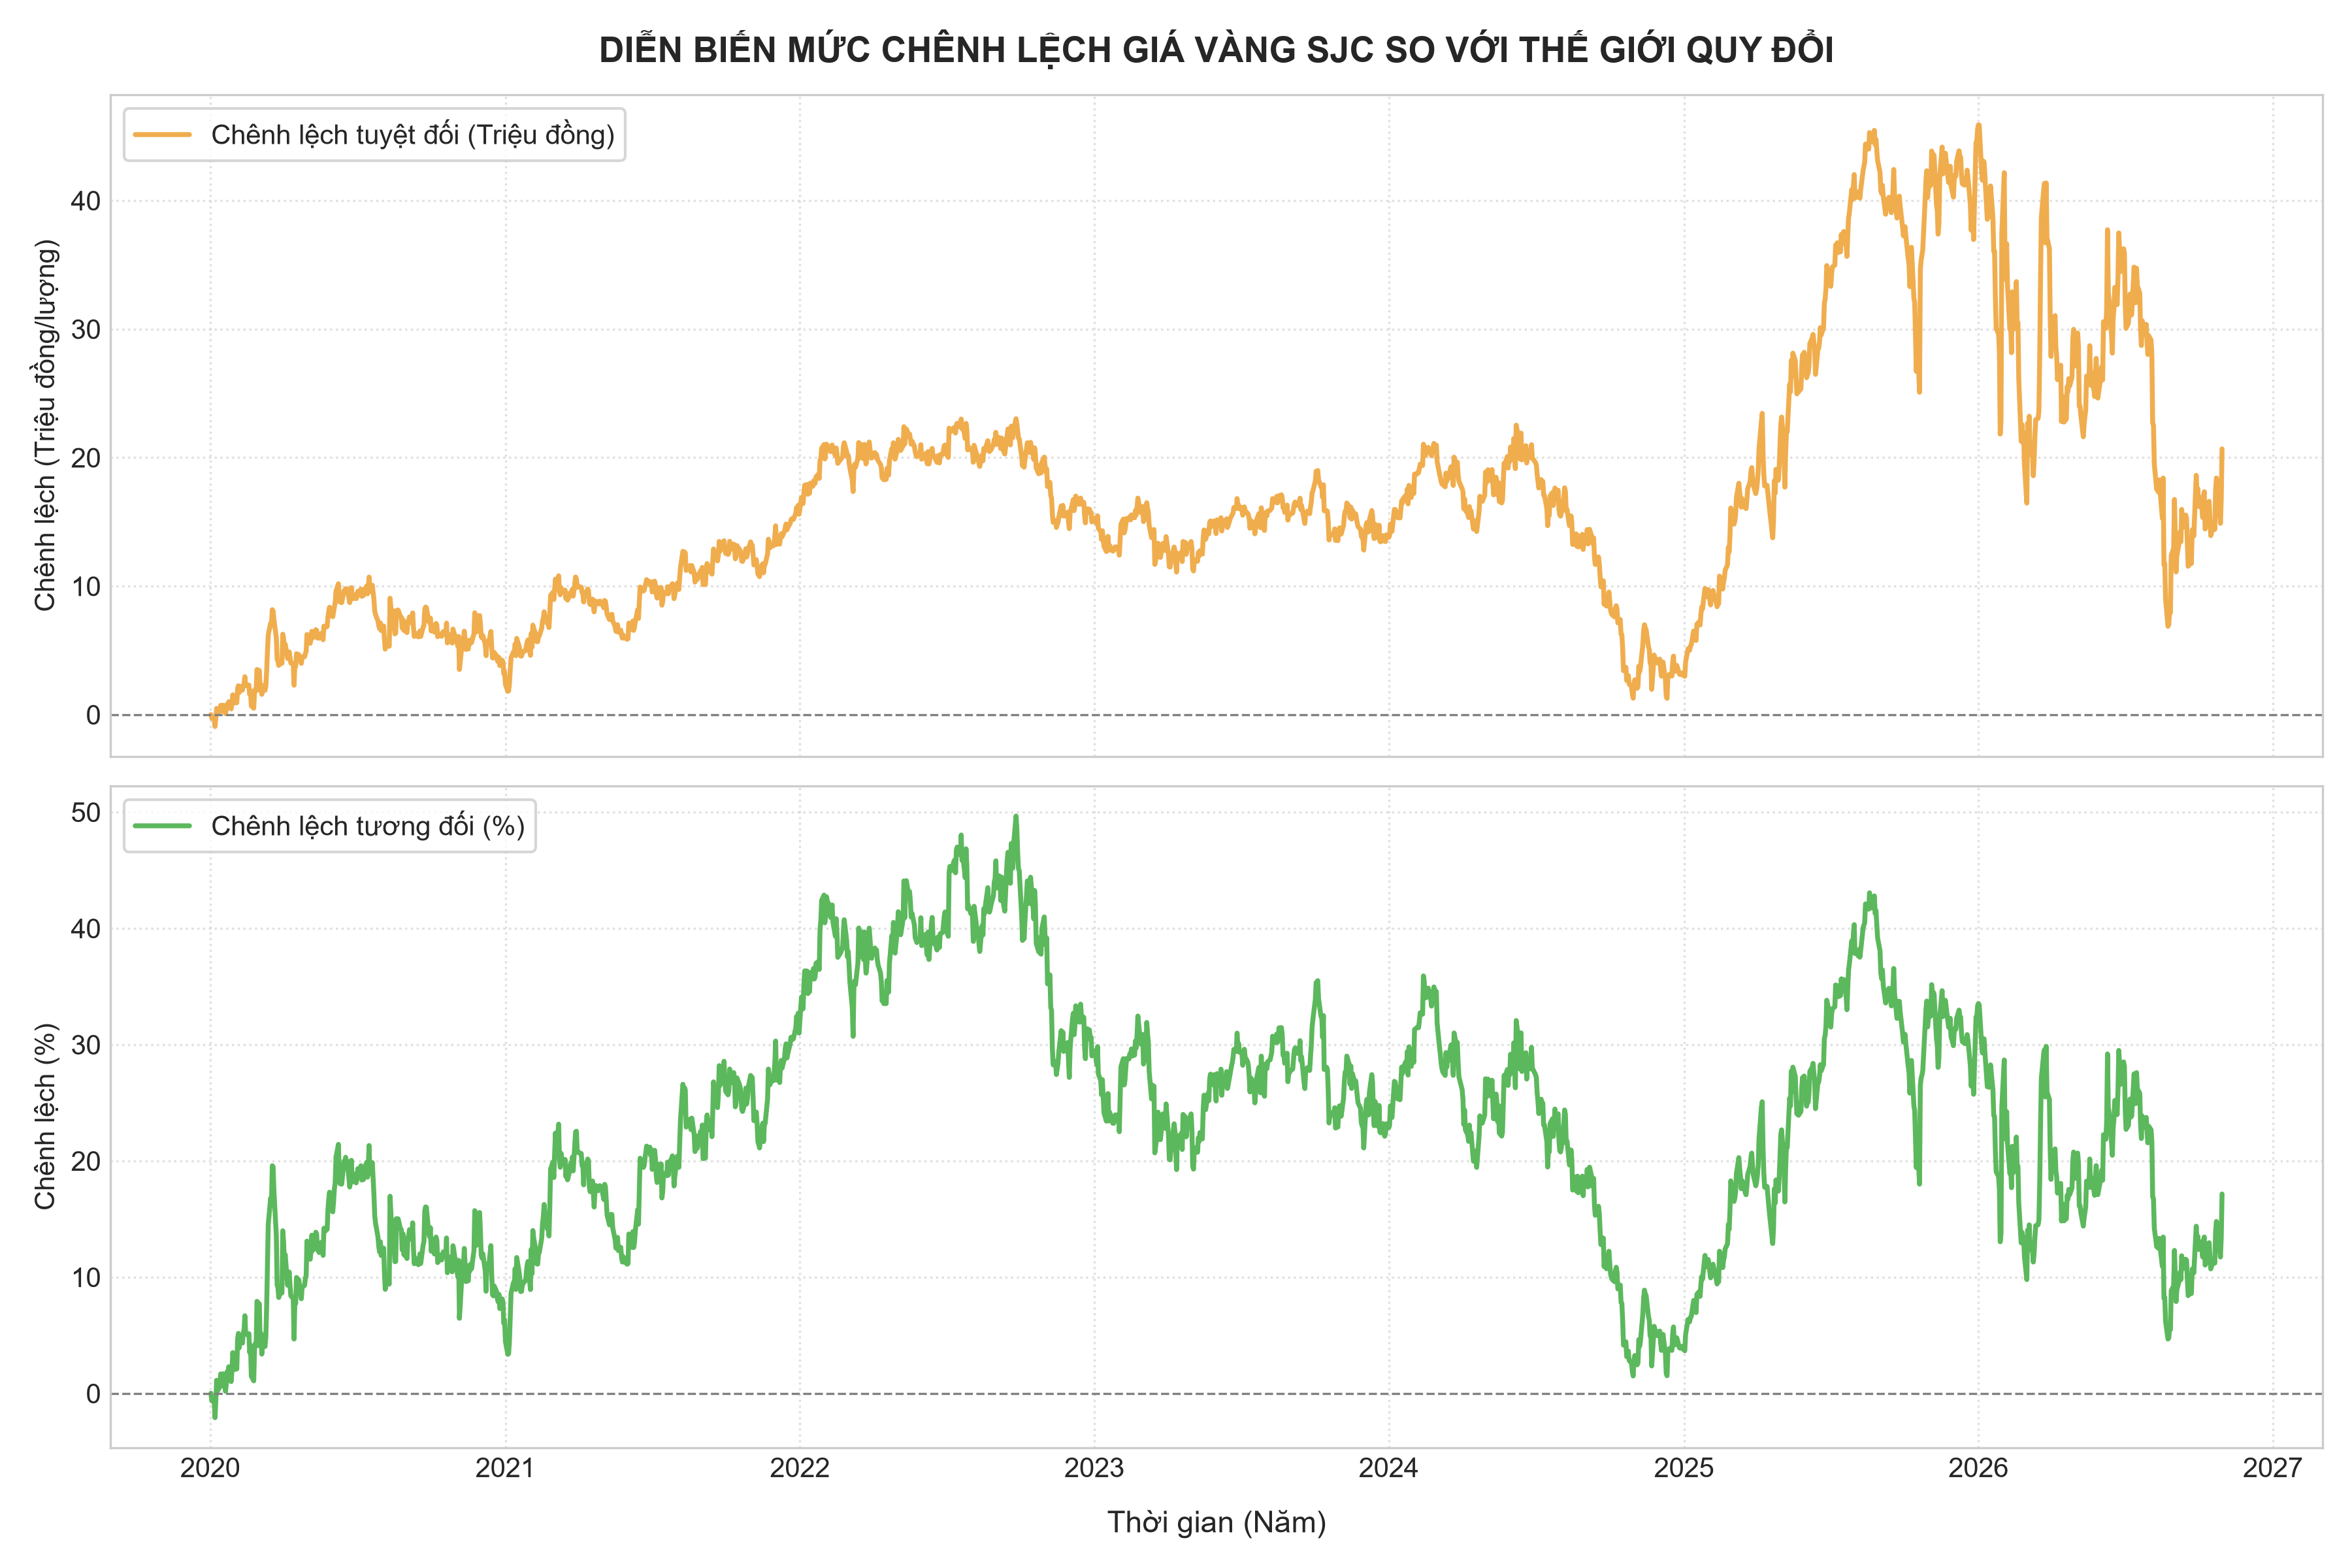 DIỄN BIẾN MỨC CHÊNH LỆCH GIÁ VÀNG SJC SO VỚI THẾ GIỚI QUY ĐỔI
Chênh lệch tuyệt đối (Triệu đồng)
Chênh lệch (Triệu đồng/lượng)
40
30
20
10
0
Chênh lệch tương đối (%)
Chênh lệch (%)
50
40
30
20
10
0
2020 2021 2022 2023 2024 2025 2026 2027
Thời gian (Năm)